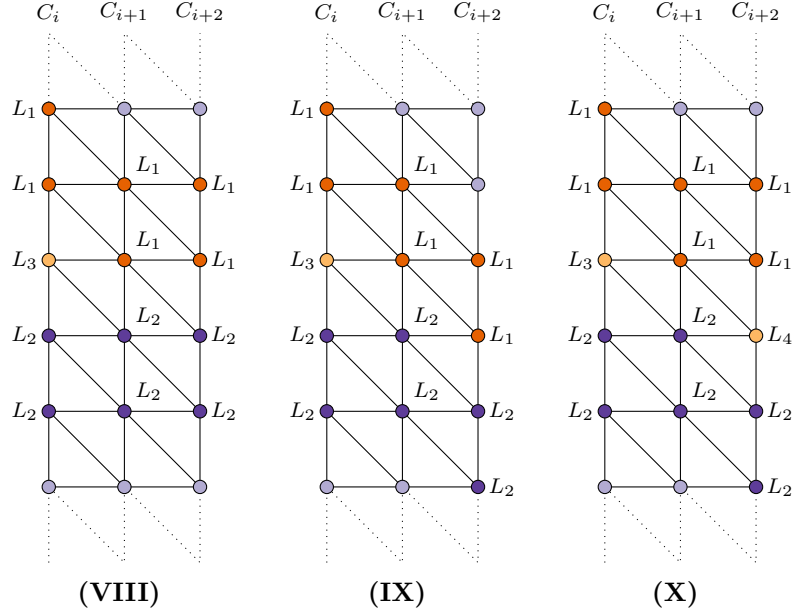 C_i C_{i+1} C_{i+2} C_i C_{i+1} C_{i+2} C_i C_{i+1} C_{i+2}
L_1 L_1 L_1
L_1 L_1 L_1
L_1 L_1 L_1 L_1 L_1
L_1 L_1 L_1
L_3 L_1 L_3 L_1 L_3 L_1
L_2 L_2 L_2
L_2 L_2 L_2 L_1 L_2 L_4
L_2 L_2 L_2
L_2 L_2 L_2 L_2 L_2 L_2
L_2 L_2
(VIII) (IX) (X)